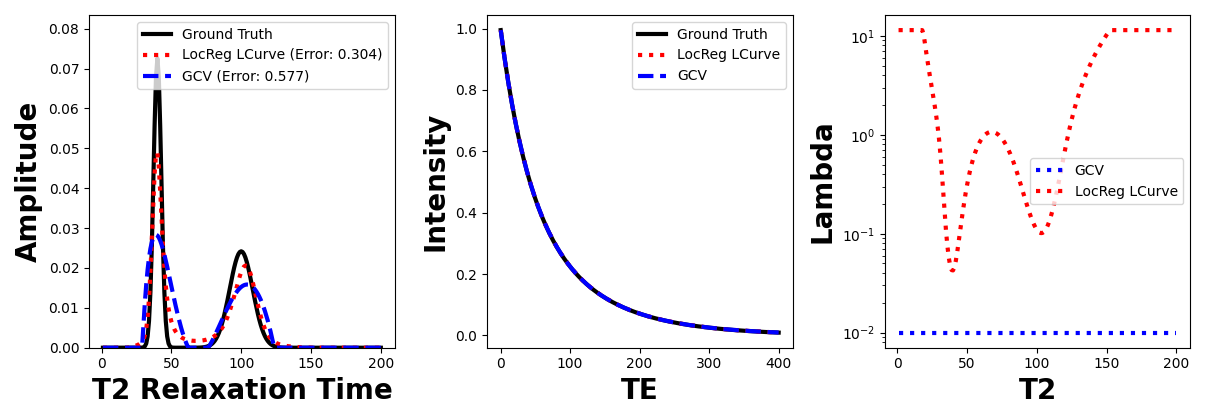 Amplitude
0.08
0.07
0.06
0.05
0.04
0.03
0.02
0.01
0.00
Ground Truth
LocReg LCurve (Error: 0.304)
GCV (Error: 0.577)
0 50 100 150 200
T2 Relaxation Time
Intensity
1.0
0.8
0.6
0.4
0.2
0.0
Ground Truth
LocReg LCurve
GCV
0 100 200 300 400
TE
Lambda
10¹
10⁰
10⁻¹
10⁻²
GCV
LocReg LCurve
0 50 100 150 200
T2